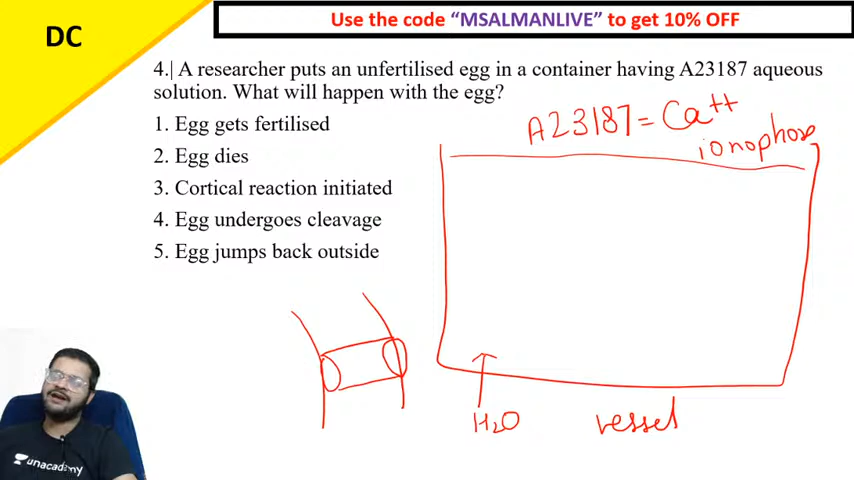 DC
Use the code “MSALMANLIVE” to get 10% OFF
4. A researcher puts an unfertilised egg in a container having A23187 aqueous
solution. What will happen with the egg?
1. Egg gets fertilised
2. Egg dies
3. Cortical reaction initiated
4. Egg undergoes cleavage
5. Egg jumps back outside
A23187 = Ca++
ionophore
H2O
vessel
unacademy